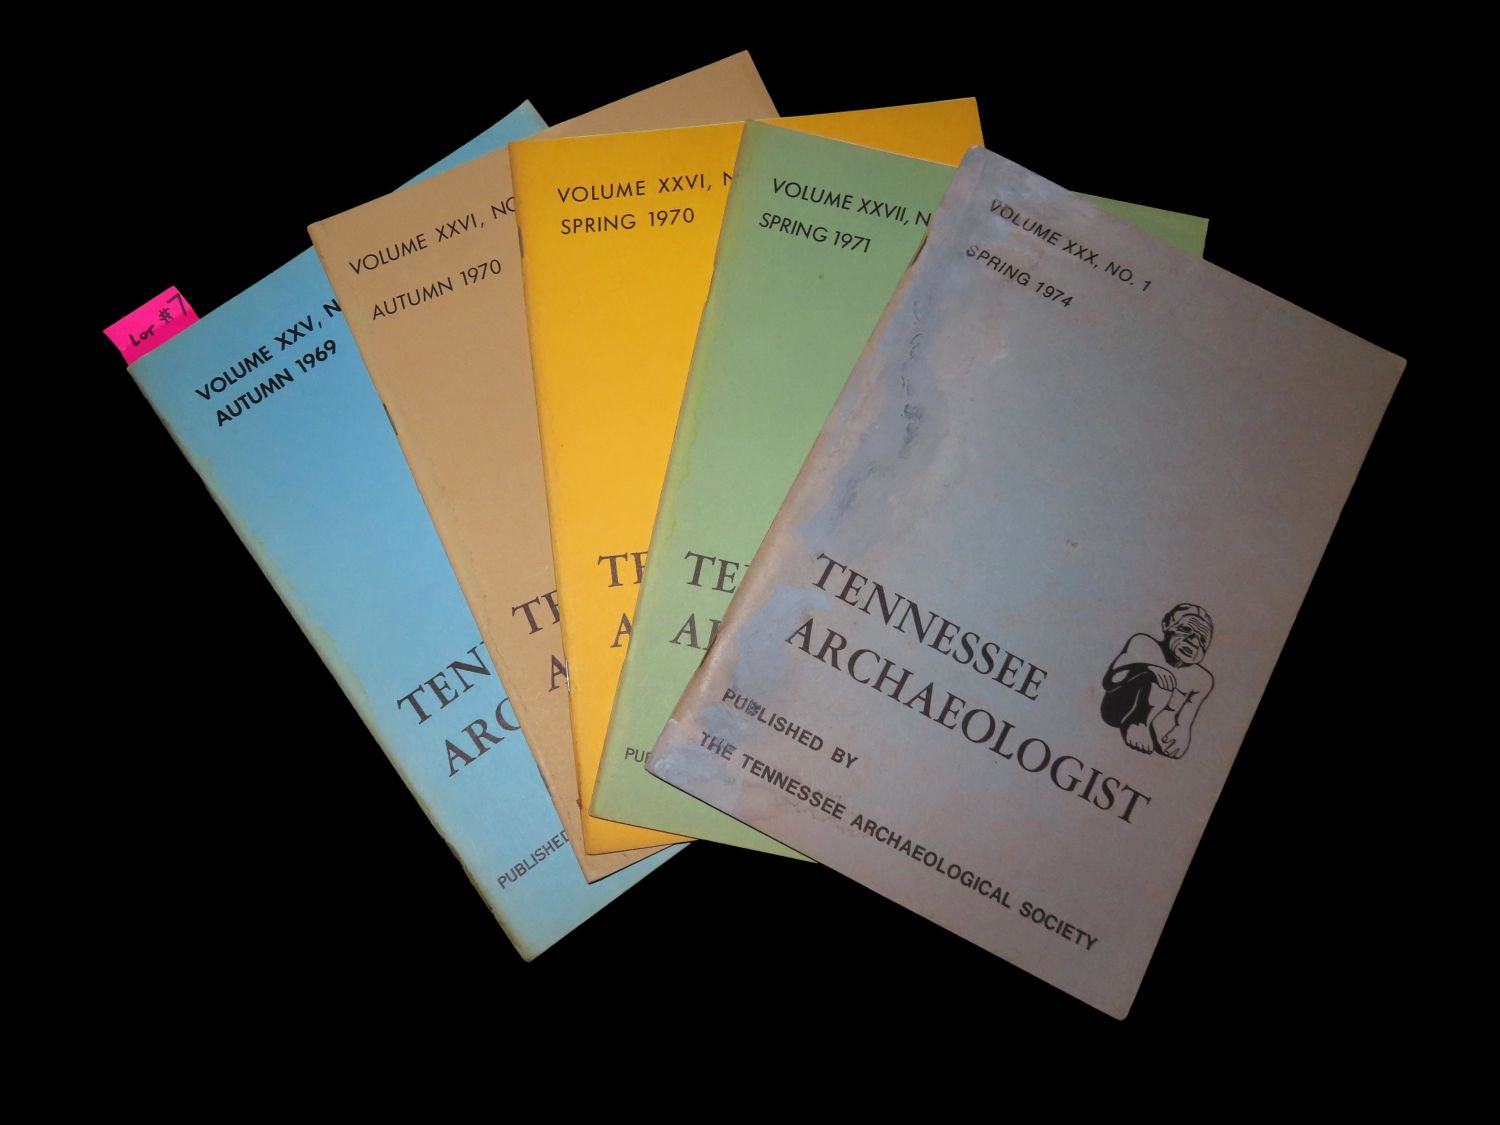 Lot #7
VOLUME XXV,
AUTUMN 1969
TEN
ARC
PUBLISHED
VOLUME XXVI, NO
AUTUMN 1970
TE
A
VOLUME XXVI, N
SPRING 1970
TE
A
VOLUME XXVII, N
SPRING 1971
TE
A
PU
VOLUME XXX, NO. 1
SPRING 1974
TENNESSEE
ARCHAEOLOGIST
PUBLISHED BY
THE TENNESSEE ARCHAEOLOGICAL SOCIETY